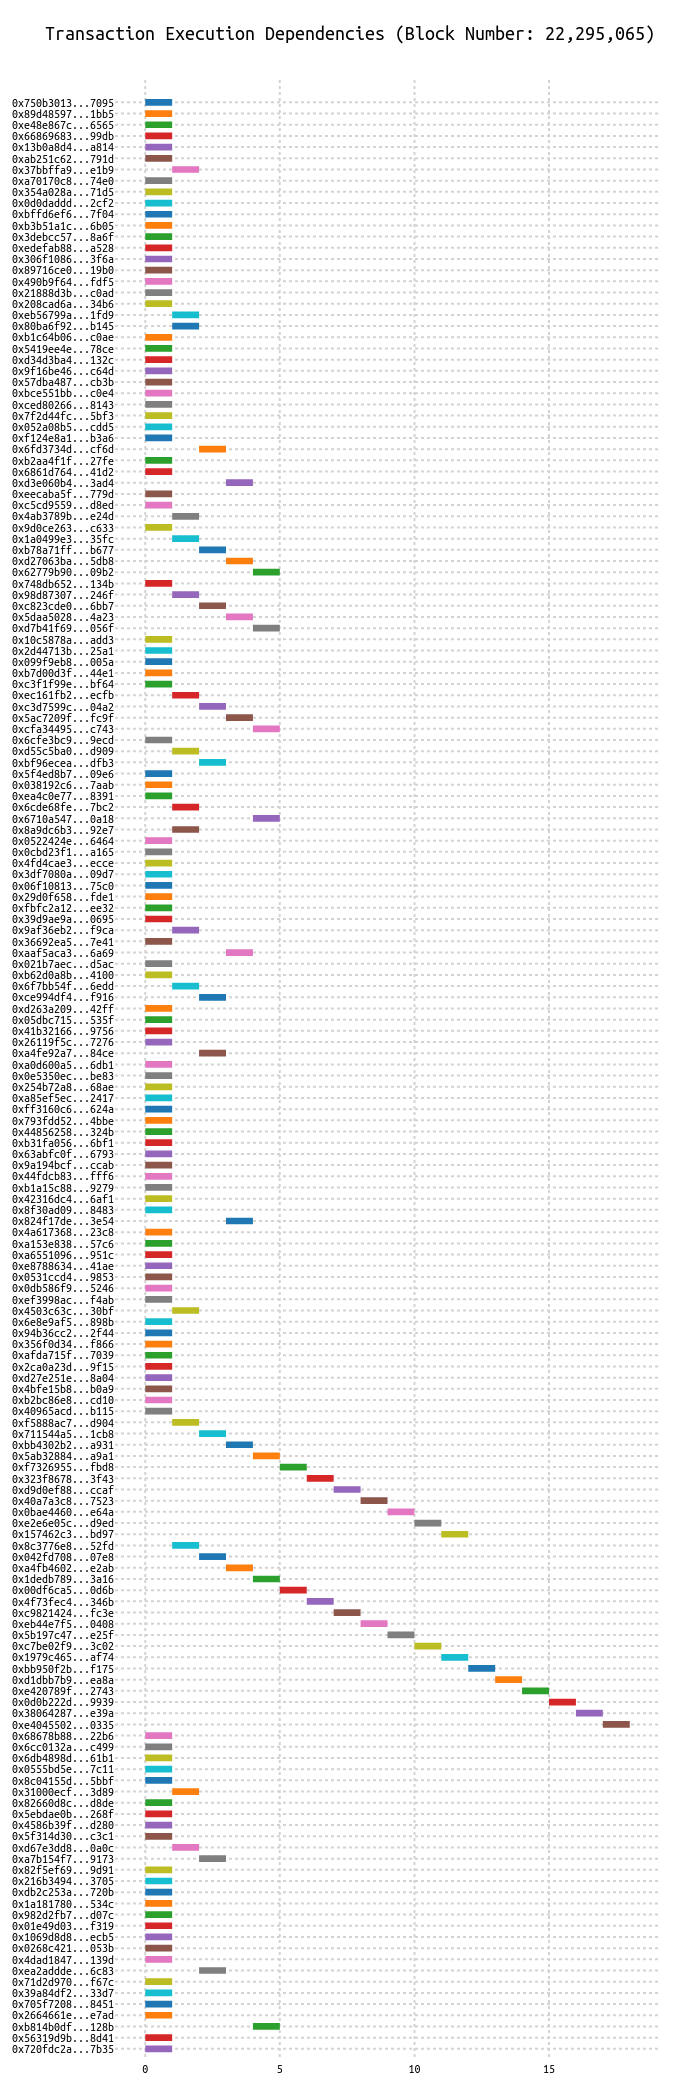 Transaction Execution Dependencies (Block Number: 22,295,065)
0x750b3013...7095
0x89d48597...1bb5
0xe48e867c...6565
0x66869683...99db
0x13b0a8d4...a814
0xab251c62...791d
0x37bbffa9...e1b9
0xa70170c8...74e0
0x354a028a...71d5
0x0d0daddd...2cf2
0xbffd6ef6...7f04
0xb3b51a1c...6b05
0x3debcc57...8a6f
0xedefab88...a528
0x306f1086...3f6a
0x89716ce0...19b0
0x490b9f64...fdf5
0x21888d3b...c0ad
0x208cad6a...34b6
0xeb56799a...1fd9
0x80ba6f92...b145
0xb1c64b06...c0ae
0x5419ee4e...78ce
0xd34d3ba4...132c
0x9f16be46...c64d
0x57dba487...cb3b
0xbce551bb...c0e4
0xced80266...8143
0x7f2d44fc...5bf3
0x052a08b5...cdd5
0xf124e8a1...b3a6
0x6fd3734d...cf6d
0xb2aa4f1f...27fe
0x6861d764...41d2
0xd3e060b4...3ad4
0xeecaba5f...779d
0xc5cd9559...d8ed
0x4ab3789b...e24d
0x9d0ce263...c633
0x1a0499e3...35fc
0xb78a71ff...b677
0xd27063ba...5db8
0x62779b90...09b2
0x748db652...134b
0x98d87307...246f
0xc823cde0...6bb7
0x5daa5028...4a23
0xd7b41f69...056f
0x10c5878a...add3
0x2d44713b...25a1
0x099f9eb8...005a
0xb7d00d3f...44e1
0xc3f1f99e...bf64
0xec161fb2...ecfb
0xc3d7599c...04a2
0x5ac7209f...fc9f
0xcfa34495...c743
0x6cfe3bc9...9ecd
0xd55c5ba0...d909
0xbf96ecea...dfb3
0x5f4ed8b7...09e6
0x038192c6...7aab
0xea4c0e77...8391
0x6cde68fe...7bc2
0x6710a547...0a18
0x8a9dc6b3...92e7
0x0522424e...6464
0x0cbd23f1...a165
0x4fd4cae3...ecce
0x3df7080a...09d7
0x06f10813...75c0
0x29d0f658...fde1
0xfbfc2a12...ee32
0x39d9ae9a...0695
0x9af36eb2...f9ca
0x36692ea5...7e41
0xaaf5aca3...6a69
0x021b7aec...d5ac
0xb62d0a8b...4100
0x6f7bb54f...6edd
0xce994df4...f916
0xd263a209...42ff
0x05dbc715...535f
0x41b32166...9756
0x26119f5c...7276
0xa4fe92a7...84ce
0xa0d600a5...6db1
0x0e5350ec...be83
0x254b72a8...68ae
0xa85ef5ec...2417
0xff3160c6...624a
0x793fdd52...4bbe
0x44856258...324b
0xb31fa056...6bf1
0x63abfc0f...6793
0x9a194bcf...ccab
0x44fdcb83...fff6
0xb1a15c88...9279
0x42316dc4...6af1
0x8f30ad09...8483
0x824f17de...3e54
0x4a617368...23c8
0xa153e838...57c6
0xa6551096...951c
0xe8788634...41ae
0x0531ccd4...9853
0x0db586f9...5246
0xef3998ac...f4ab
0x4503c63c...30bf
0x6e8e9af5...898b
0x94b36cc2...2f44
0x356f0d34...f866
0xafda715f...7039
0x2ca0a23d...9f15
0xd27e251e...8a04
0x4bfe15b8...b0a9
0xb2bc86e8...cd10
0x40965acd...b115
0xf5888ac7...d904
0x711544a5...1cb8
0xbb4302b2...a931
0x5ab32884...a9a1
0xf7326955...fbd8
0x323f8678...3f43
0xd9d0ef88...ccaf
0x40a7a3c8...7523
0x0bae4460...e64a
0xe2e6e05c...d9ed
0x157462c3...bd97
0x8c3776e8...52fd
0x042fd708...07e8
0xa4fb4602...e2ab
0x1dedb789...3a16
0x00df6ca5...0d6b
0x4f73fec4...346b
0xc9821424...fc3e
0xeb44e7f5...0408
0x5b197c47...e25f
0xc7be02f9...3c02
0x1979c465...af74
0xbb950f2b...f175
0xd1dbb7b9...ea8a
0xe420789f...2743
0x0d0b222d...9939
0x38064287...e39a
0xe4045502...0335
0x68678b88...22b6
0x6cc0132a...c499
0x6db4898d...61b1
0x0555bd5e...7c11
0x8c04155d...5bbf
0x31000ecf...3d89
0x82660d8c...d8de
0x5ebdae0b...268f
0x4586b39f...d280
0x5f314d30...c3c1
0xd67e3dd8...0a0c
0xa7b154f7...9173
0x82f5ef69...9d91
0x216b3494...3705
0xdb2c253a...720b
0x1a181780...534c
0x982d2fb7...d07c
0x01e49d03...f319
0x1069d8d8...ecb5
0x0268c421...053b
0x4dad1847...139d
0xea2addde...6c83
0x71d2d970...f67c
0x39a84df2...33d7
0x705f7208...8451
0x2664661e...e7ad
0xb814b0df...128b
0x56319d9b...8d41
0x720fdc2a...7b35
0 5 10 15